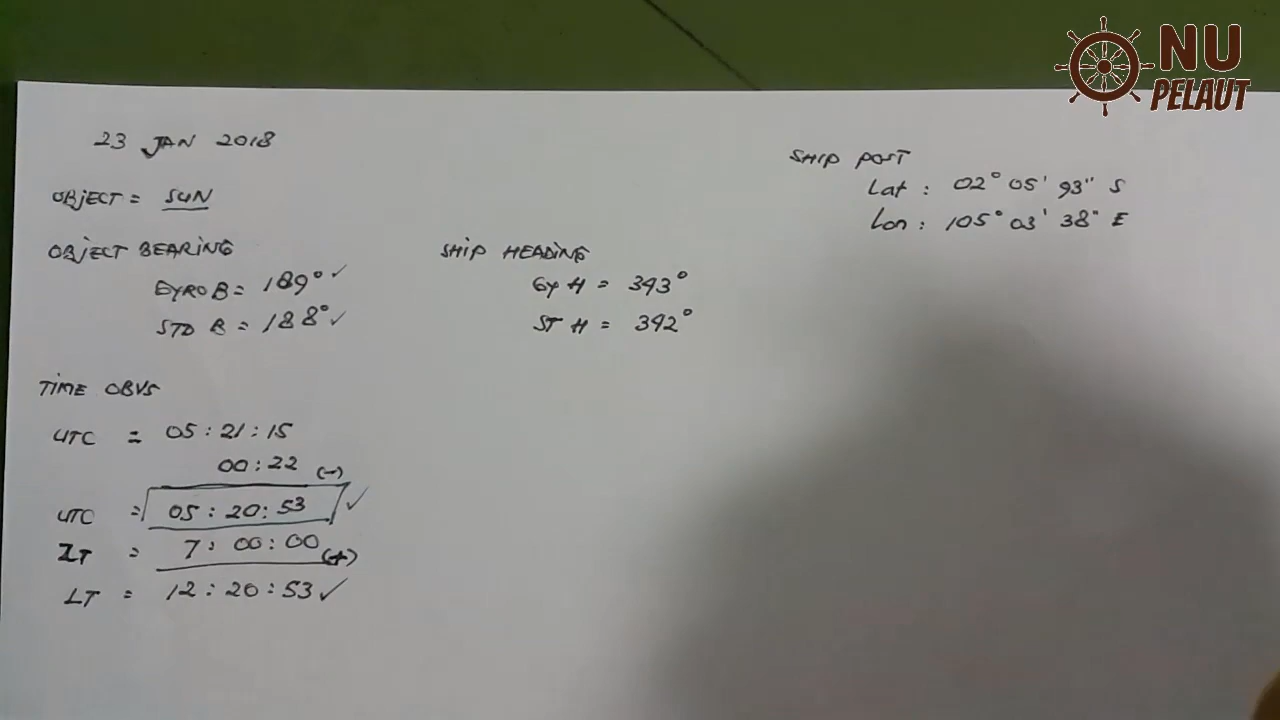 NU
PELAUT
23 JAN 2018
OBJECT = SUN
OBJECT BEARING
GYRO B = 189° ✓
STD B = 188° ✓
SHIP HEADING
GY H = 343°
ST H = 342°
SHIP POST
Lat : 02° 05' 93" S
Lon : 105° 03' 38" E
TIME OBVS
UTC = 05 : 21 : 15
00 : 22 (-)
UTC = 05 : 20 : 53 ✓
ZT = 7 : 00 : 00 (+)
LT = 12 : 20 : 53 ✓